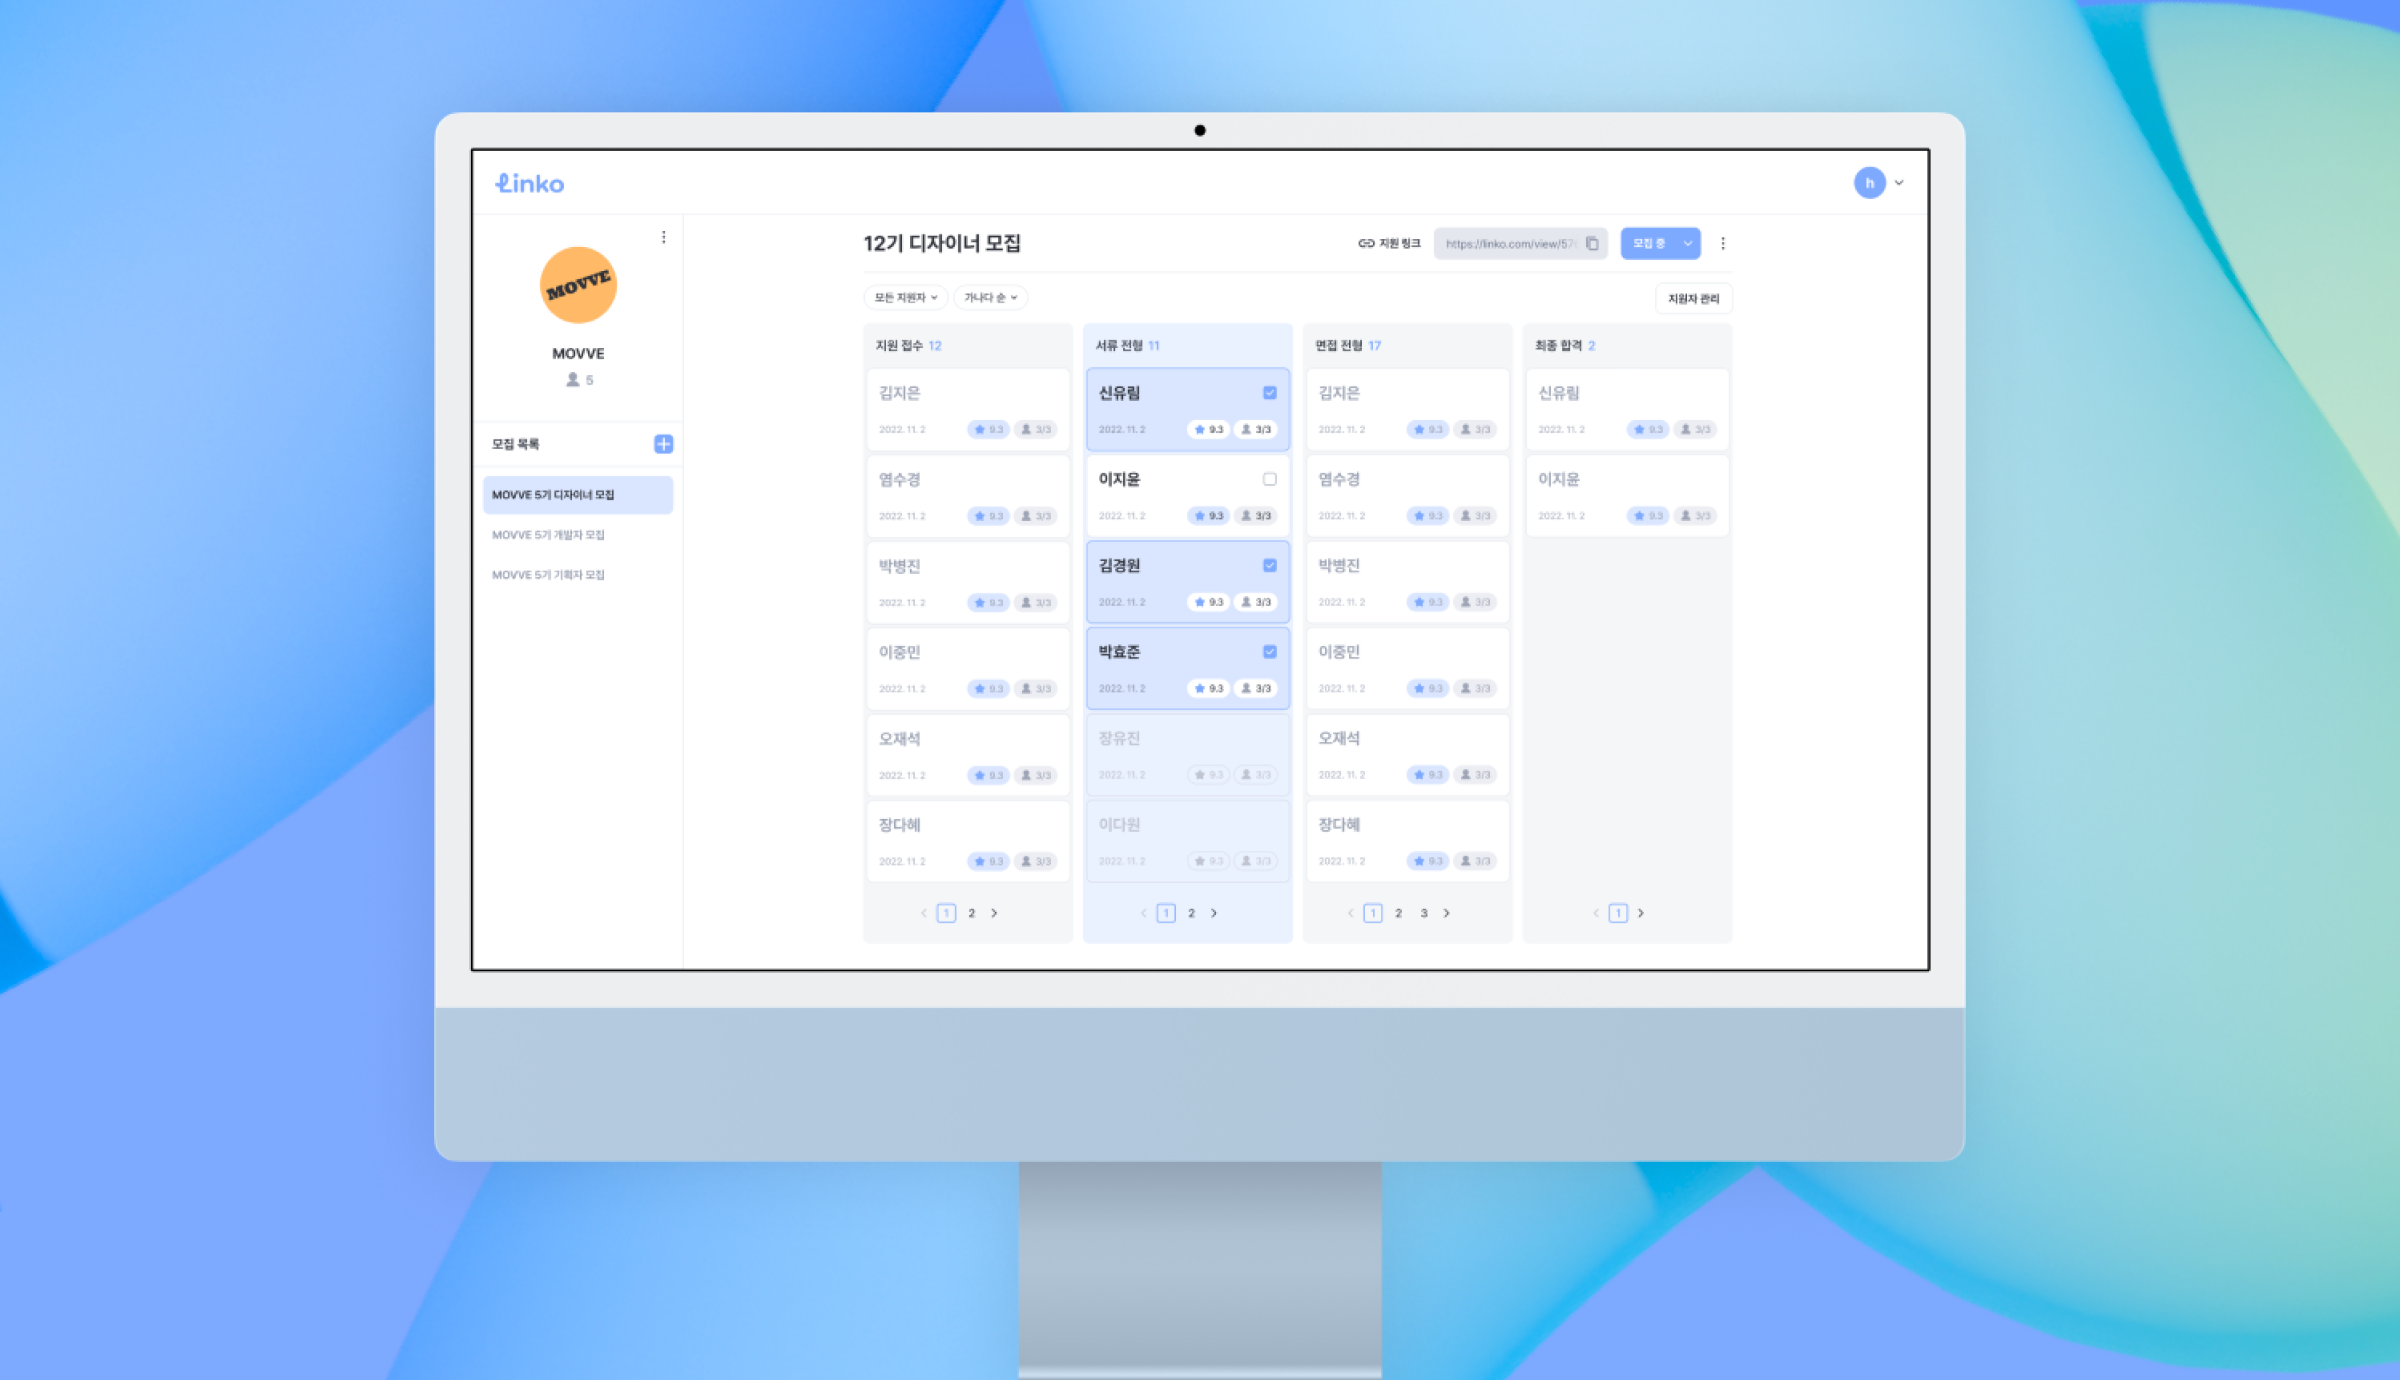 Linko
h
MOVVE
MOVVE
5
모집 목록
MOVVE 5기 디자이너 모집
MOVVE 5기 개발자 모집
MOVVE 5기 기획자 모집
12기 디자이너 모집
지원 링크
https://linko.com/view/57
모집 중
모든 지원자
가나다 순
지원자 관리
지원 접수 12
김지은
2022. 11. 2 9.3 3/3
염수경
2022. 11. 2 9.3 3/3
박병진
2022. 11. 2 9.3 3/3
이중민
2022. 11. 2 9.3 3/3
오재석
2022. 11. 2 9.3 3/3
장다혜
2022. 11. 2 9.3 3/3
1 2
서류 전형 11
신유림
2022. 11. 2 9.3 3/3
이지윤
2022. 11. 2 9.3 3/3
김경원
2022. 11. 2 9.3 3/3
박효준
2022. 11. 2 9.3 3/3
장유진
2022. 11. 2 9.3 3/3
이다원
2022. 11. 2 9.3 3/3
1 2
면접 전형 17
김지은
2022. 11. 2 9.3 3/3
염수경
2022. 11. 2 9.3 3/3
박병진
2022. 11. 2 9.3 3/3
이중민
2022. 11. 2 9.3 3/3
오재석
2022. 11. 2 9.3 3/3
장다혜
2022. 11. 2 9.3 3/3
1 2 3
최종 합격 2
신유림
2022. 11. 2 9.3 3/3
이지윤
2022. 11. 2 9.3 3/3
1